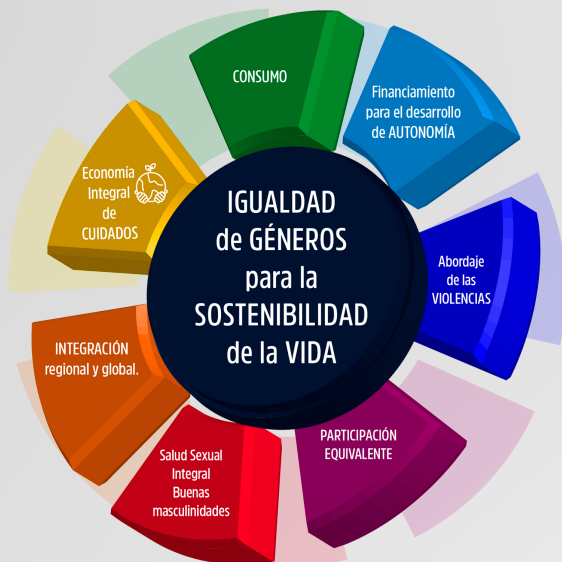 CONSUMO
Financiamiento
para el desarrollo
de AUTONOMÍA
Economía
Integral
de
CUIDADOS
IGUALDAD
de GÉNEROS
para la
SOSTENIBILIDAD
de la VIDA
Abordaje
de las
VIOLENCIAS
INTEGRACIÓN
regional y global.
PARTICIPACIÓN
EQUIVALENTE
Salud Sexual
Integral
Buenas
masculinidades